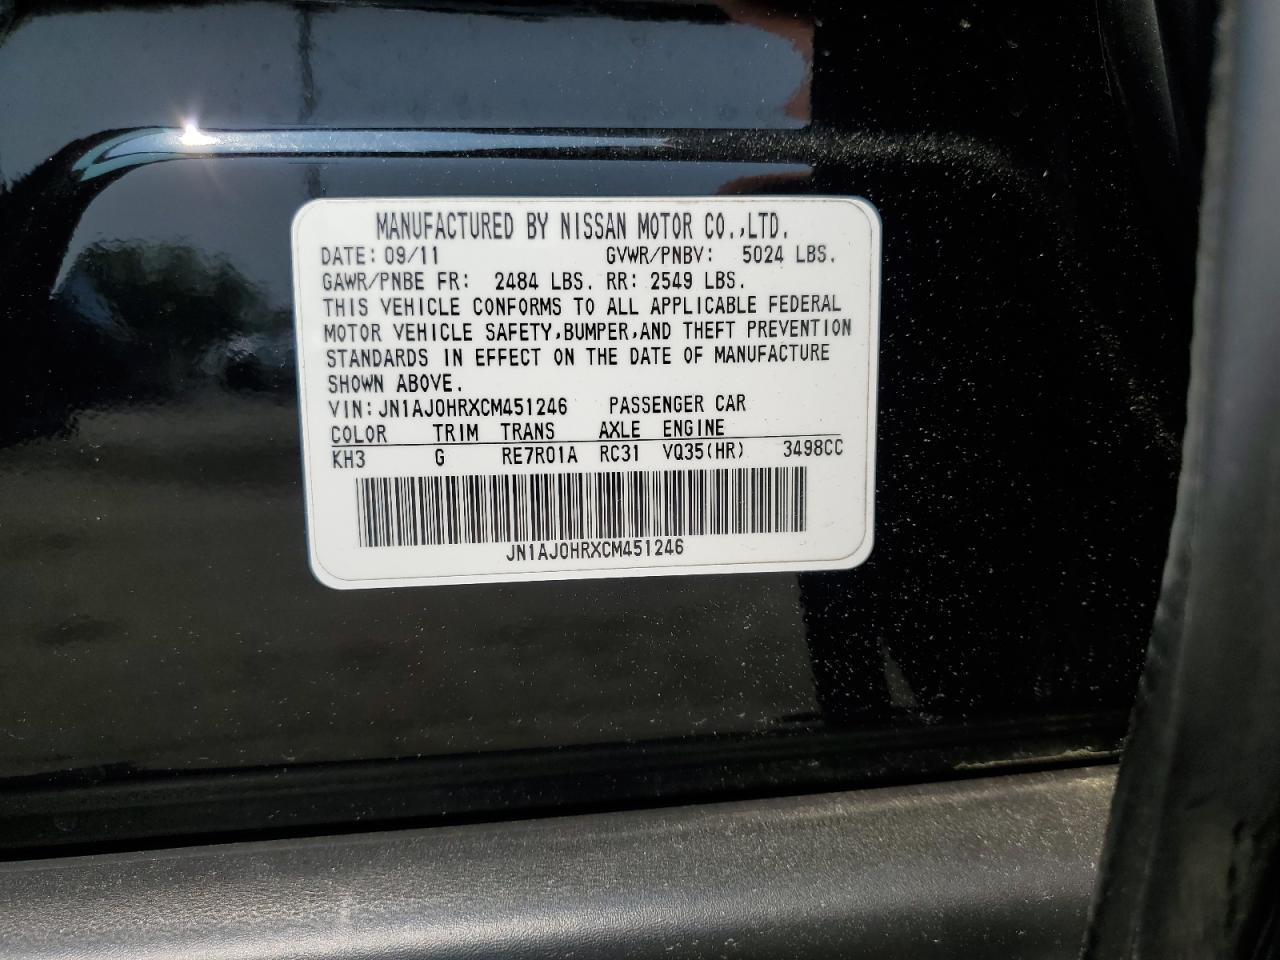 MANUFACTURED BY NISSAN MOTOR CO.,LTD.
DATE: 09/11 GVWR/PNBV: 5024 LBS.
GAWR/PNBE FR: 2484 LBS. RR: 2549 LBS.
THIS VEHICLE CONFORMS TO ALL APPLICABLE FEDERAL
MOTOR VEHICLE SAFETY,BUMPER,AND THEFT PREVENTION
STANDARDS IN EFFECT ON THE DATE OF MANUFACTURE
SHOWN ABOVE.
VIN:JN1AJ0HRXCM451246 PASSENGER CAR
COLOR TRIM TRANS AXLE ENGINE
KH3 G RE7R01A RC31 VQ35(HR) 3498CC
JN1AJ0HRXCM451246